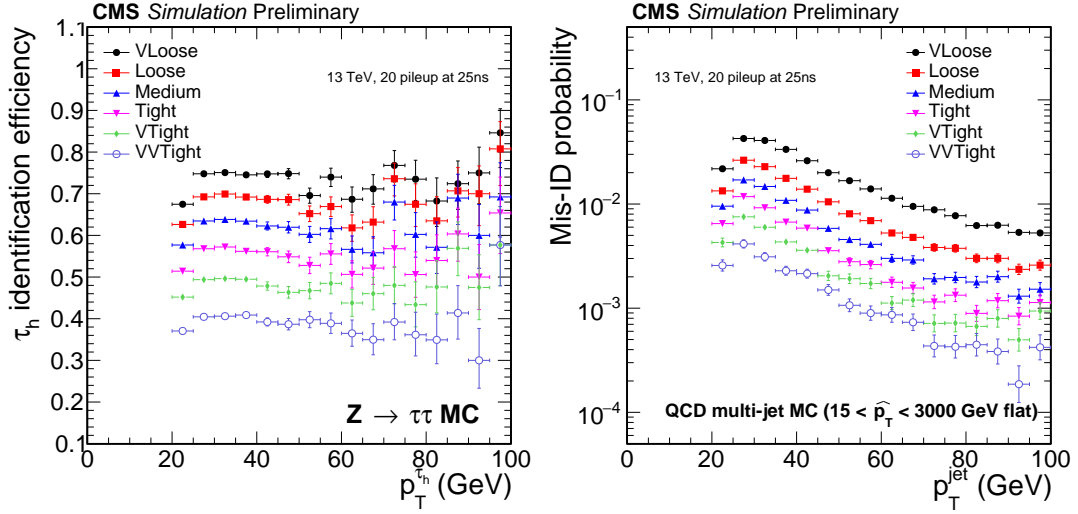 CMS Simulation Preliminary
τh identification efficiency
1.1
1
0.9
0.8
0.7
0.6
0.5
0.4
0.3
0.2
0.1
VLoose
Loose
Medium
Tight
VTight
VVTight
13 TeV, 20 pileup at 25ns
Z → ττ MC
0 20 40 60 80 100
p_T^τh (GeV)
CMS Simulation Preliminary
Mis-ID probability
10−1
10−2
10−3
10−4
VLoose
Loose
Medium
Tight
VTight
VVTight
13 TeV, 20 pileup at 25ns
QCD multi-jet MC (15 < p̂_T < 3000 GeV flat)
0 20 40 60 80 100
p_T^jet (GeV)